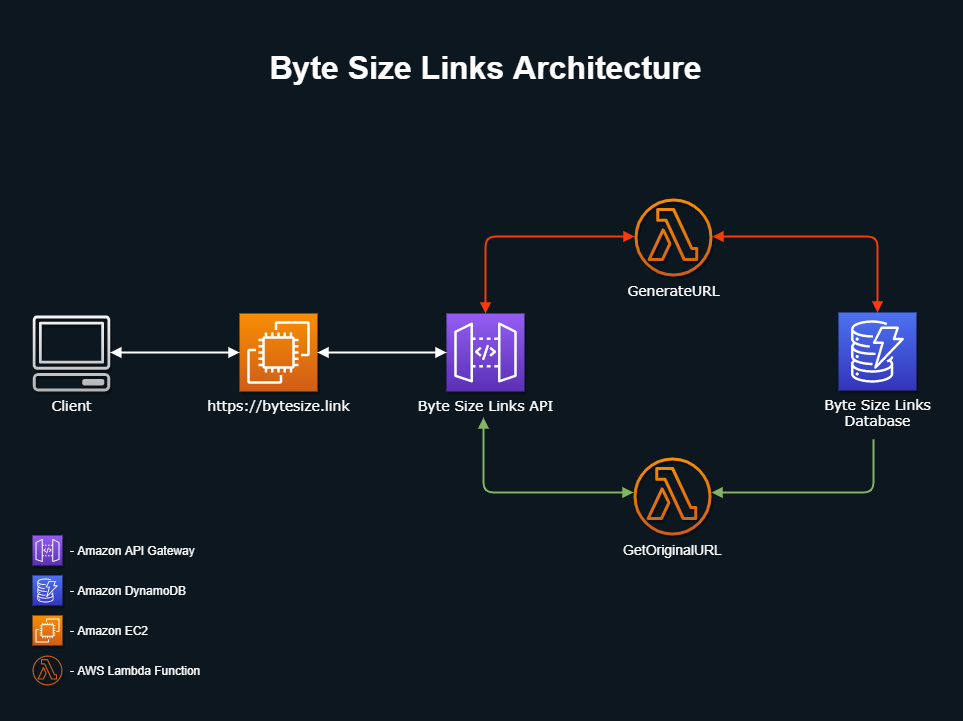 Byte Size Links Architecture
GenerateURL
Client
https://bytesize.link
Byte Size Links API
Byte Size Links
Database
GetOriginalURL
- Amazon API Gateway
- Amazon DynamoDB
- Amazon EC2
- AWS Lambda Function